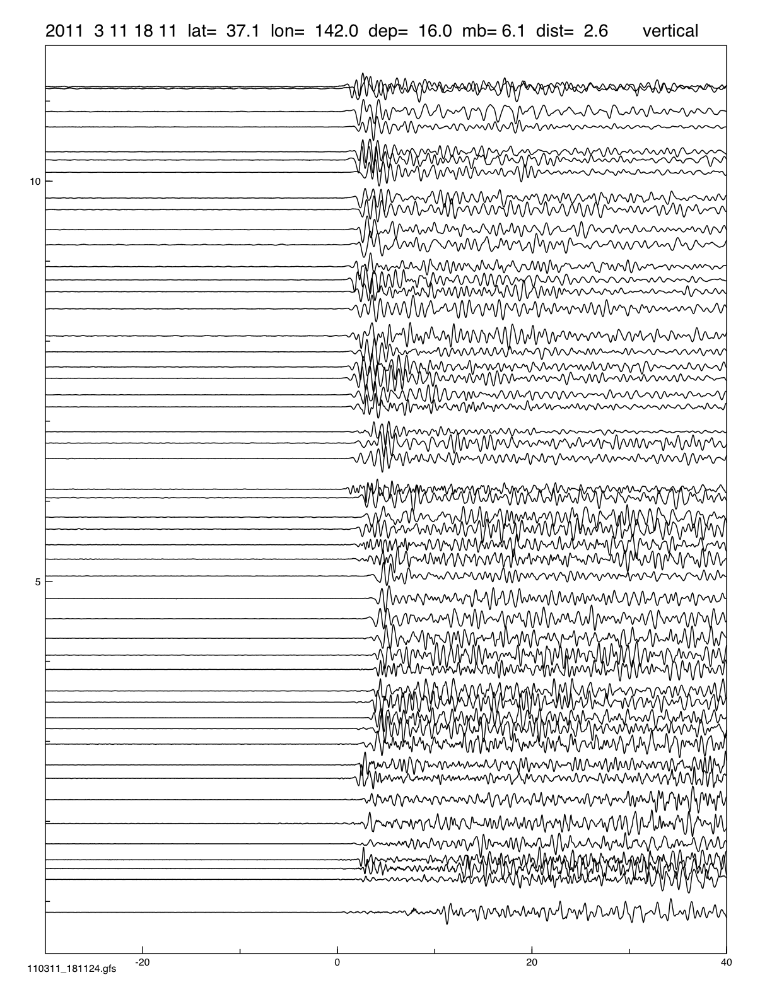 2011 3 11 18 11 lat= 37.1 lon= 142.0 dep= 16.0 mb= 6.1 dist= 2.6 vertical
10
5
-20 0 20 40
110311_181124.gfs